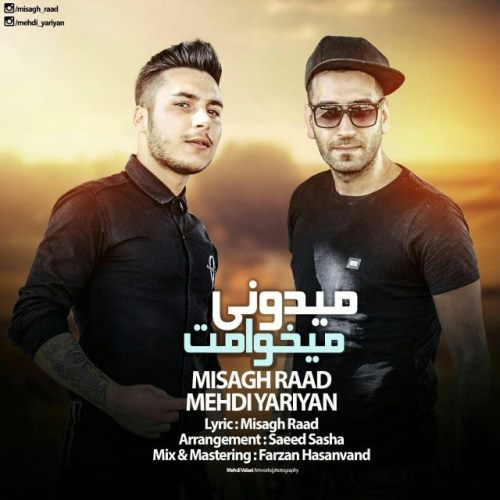 /misagh_raad
/mehdi_yariyan
میدونی
میخوامت
MISAGH RAAD
MEHDI YARIYAN
Lyric : Misagh Raad
Arrangement : Saeed Sasha
Mix & Mastering : Farzan Hasanvand